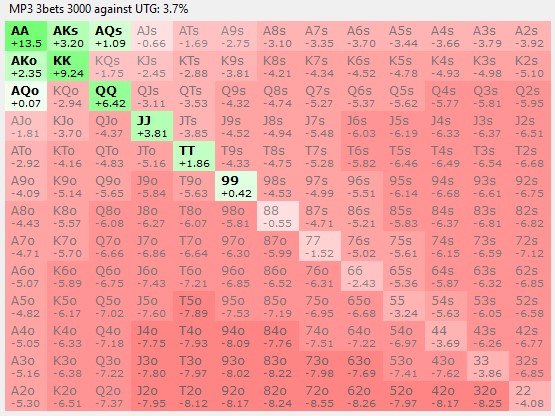 MP3 3bets 3000 against UTG: 3.7%
AA AKs AQs AJs ATs A9s A8s A7s A6s A5s A4s A3s A2s
+13.5 +3.20 +1.09 -0.66 -1.69 -2.75 -3.10 -3.35 -3.70 -3.44 -3.66 -3.79 -3.92
AKo KK KQs KJs KTs K9s K8s K7s K6s K5s K4s K3s K2s
+2.35 +9.24 -1.75 -2.45 -2.88 -3.81 -4.21 -4.34 -4.52 -4.78 -4.93 -4.98 -5.10
AQo KQo QQ QJs QTs Q9s Q8s Q7s Q6s Q5s Q4s Q3s Q2s
+0.07 -2.94 +6.42 -3.11 -3.53 -4.32 -4.74 -5.27 -5.37 -5.62 -5.77 -5.81 -5.95
AJo KJo QJo JJ JTs J9s J8s J7s J6s J5s J4s J3s J2s
-1.81 -3.70 -4.37 +3.81 -3.85 -4.52 -4.94 -5.48 -6.03 -6.19 -6.33 -6.37 -6.51
ATo KTo QTo JTo TT T9s T8s T7s T6s T5s T4s T3s T2s
-2.92 -4.16 -4.83 -5.16 +1.86 -4.33 -4.75 -5.28 -5.82 -6.46 -6.49 -6.54 -6.68
A9o K9o Q9o J9o T9o 99 98s 97s 96s 95s 94s 93s 92s
-4.09 -5.14 -5.65 -5.84 -5.63 +0.42 -4.53 -4.99 -5.51 -6.14 -6.68 -6.61 -6.75
A8o K8o Q8o J8o T8o 98o 88 87s 86s 85s 84s 83s 82s
-4.43 -5.57 -6.08 -6.27 -6.07 -5.81 -0.55 -4.71 -5.21 -5.83 -6.37 -6.81 -6.82
A7o K7o Q7o J7o T7o 97o 87o 77 76s 75s 74s 73s 72s
-4.71 -5.70 -6.66 -6.86 -6.64 -6.30 -5.99 -1.52 -5.02 -5.61 -6.15 -6.59 -7.12
A6o K6o Q6o J6o T6o 96o 86o 76o 66 65s 64s 63s 62s
-5.07 -5.89 -6.75 -7.43 -7.21 -6.85 -6.52 -6.31 -2.43 -5.36 -5.87 -6.32 -6.85
A5o K5o Q5o J5o T5o 95o 85o 75o 65o 55 54s 53s 52s
-4.82 -6.17 -7.02 -7.60 -7.89 -7.53 -7.19 -6.95 -6.68 -3.24 -5.63 -6.05 -6.58
A4o K4o Q4o J4o T4o 94o 84o 74o 64o 54o 44 43s 42s
-5.05 -6.33 -7.18 -7.75 -7.93 -8.09 -7.76 -7.51 -7.22 -6.97 -3.69 -6.26 -6.77
A3o K3o Q3o J3o T3o 93o 83o 73o 63o 53o 43o 33 32s
-5.16 -6.38 -7.22 -7.80 -7.97 -8.02 -8.22 -7.98 -7.69 -7.41 -7.62 -3.86 -6.85
A2o K2o Q2o J2o T2o 92o 82o 72o 62o 52o 42o 32o 22
-5.30 -6.51 -7.37 -7.95 -8.12 -8.17 -8.24 -8.55 -8.26 -7.97 -8.17 -8.25 -4.08